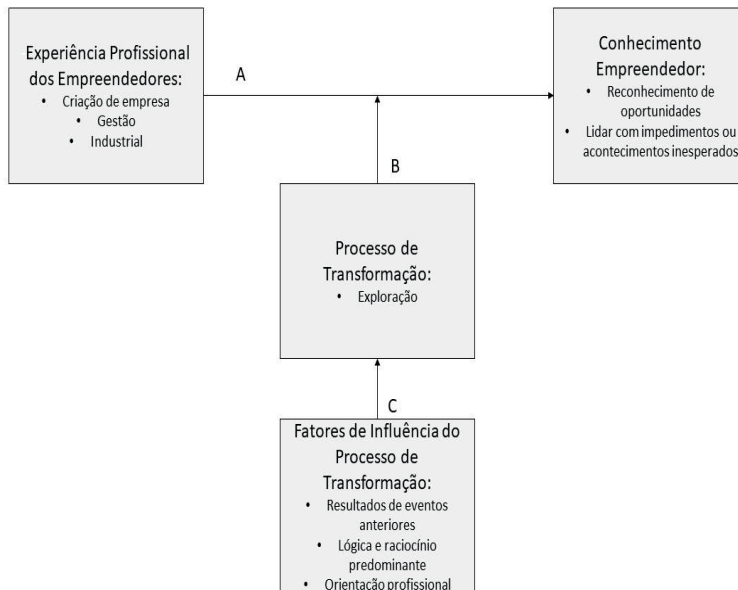 Experiência Profissional
dos Empreendedores:
• Criação de empresa
• Gestão
• Industrial
A
Conhecimento
Empreendedor:
• Reconhecimento de
oportunidades
• Lidar com impedimentos ou
acontecimentos inesperados
B
Processo de
Transformação:
• Exploração
C
Fatores de Influência do
Processo de
Transformação:
• Resultados de eventos
anteriores
• Lógica e raciocínio
predominante
• Orientação profissional